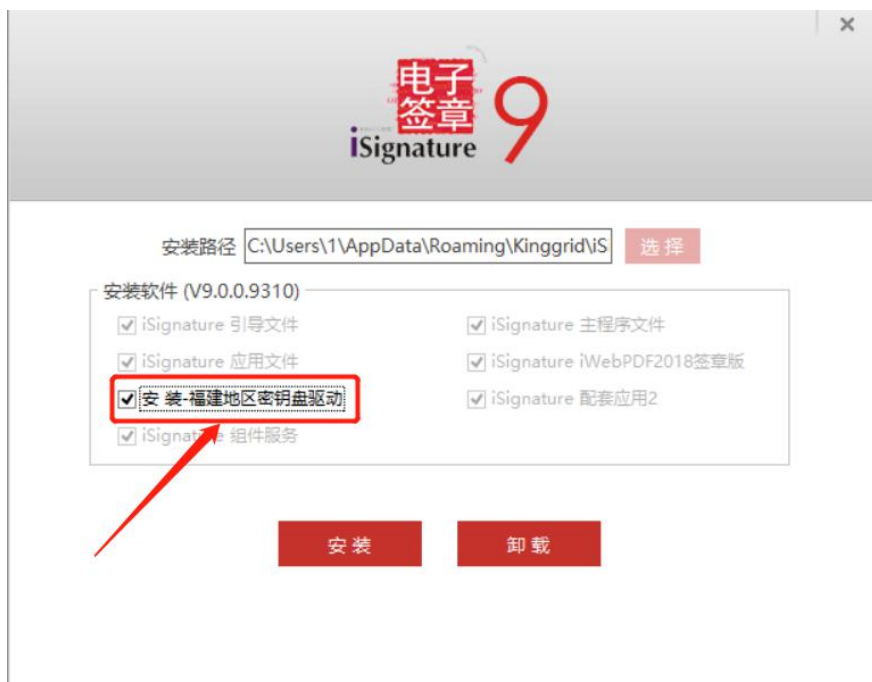 电子
签章
iSignature 9
安装路径 C:\Users\1\AppData\Roaming\Kinggrid\iS 选择
安装软件 (V9.0.0.9310)
iSignature 引导文件 iSignature 主程序文件
iSignature 应用文件 iSignature iWebPDF2018签章版
安 装-福建地区密钥盘驱动 iSignature 配套应用2
iSignature 组件服务
安装 卸载